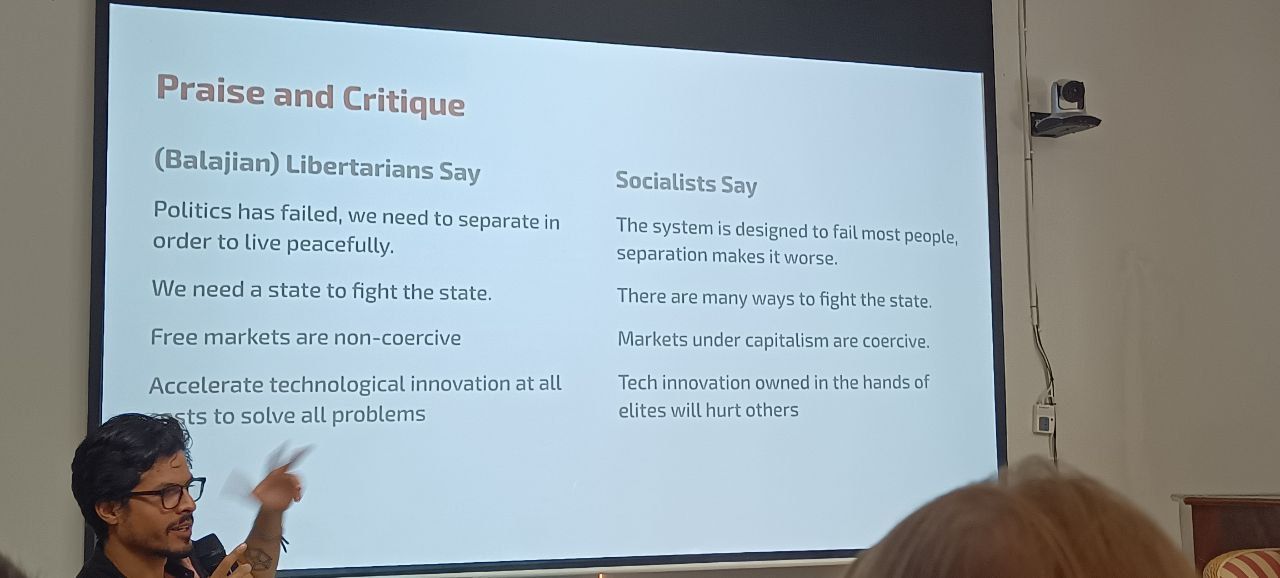 Praise and Critique
(Balajian) Libertarians Say
Politics has failed, we need to separate in
order to live peacefully.
We need a state to fight the state.
Free markets are non-coercive
Accelerate technological innovation at all
to solve all problems
Socialists Say
The system is designed to fail most people,
separation makes it worse.
There are many ways to fight the state.
Markets under capitalism are coercive.
Tech innovation owned in the hands of
elites will hurt others